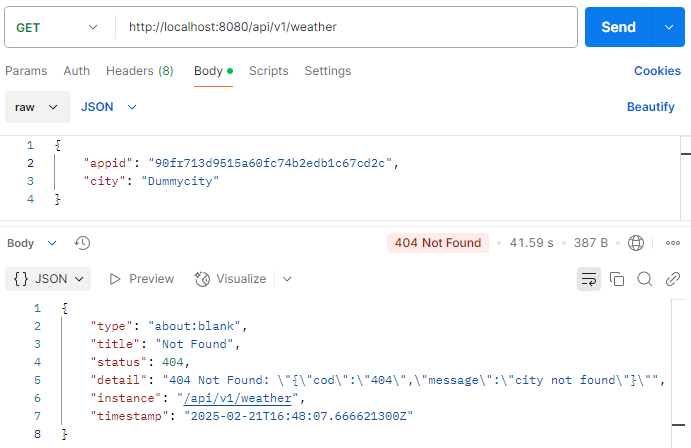 GET http://localhost:8080/api/v1/weather Send
Params Auth Headers (8) Body Scripts Settings Cookies
raw JSON Beautify
1 {
2 "appid": "90fr713d9515a60fc74b2edb1c67cd2c",
3 "city": "Dummycity"
4 }
Body 404 Not Found 41.59 s 387 B
{} JSON Preview Visualize
1 {
2 "type": "about:blank",
3 "title": "Not Found",
4 "status": 404,
5 "detail": "404 Not Found: \"{\"cod\":\"404\",\"message\":\"city not found\"}\"",
6 "instance": "/api/v1/weather",
7 "timestamp": "2025-02-21T16:48:07.666621300Z"
8 }